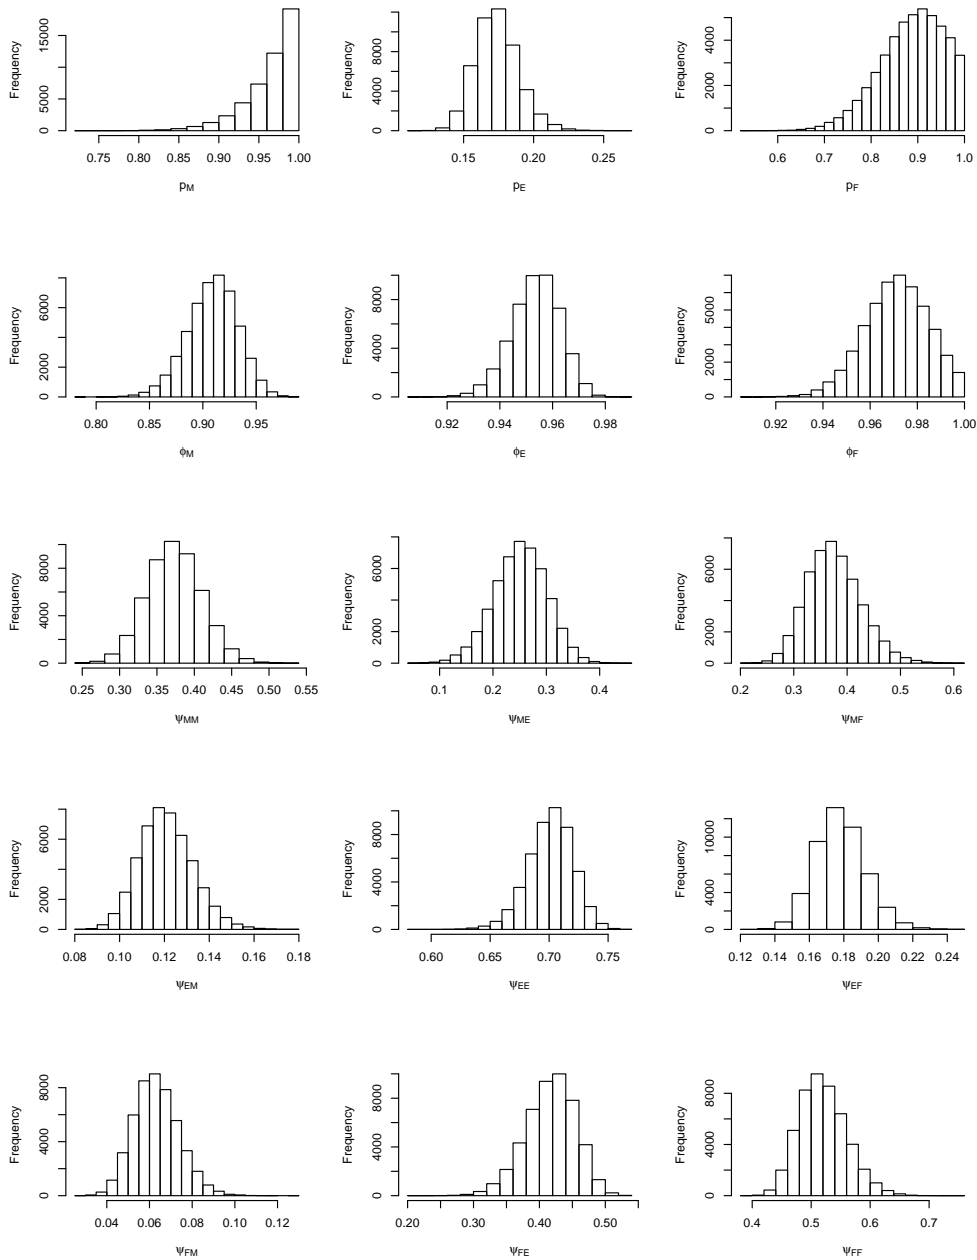 Frequency
0 5000 15000
0.75 0.80 0.85 0.90 0.95 1.00
pM
Frequency
0 4000 8000
0.15 0.20 0.25
pE
Frequency
0 2000 4000
0.6 0.7 0.8 0.9 1.0
pF
Frequency
0 2000 6000
0.80 0.85 0.90 0.95
ϕM
Frequency
0 4000 8000
0.92 0.94 0.96 0.98
ϕE
Frequency
0 2000 5000
0.92 0.94 0.96 0.98 1.00
ϕF
Frequency
0 4000 8000
0.25 0.30 0.35 0.40 0.45 0.50 0.55
ψMM
Frequency
0 2000 6000
0.1 0.2 0.3 0.4
ψME
Frequency
0 2000 6000
0.2 0.3 0.4 0.5 0.6
ψMF
Frequency
0 2000 6000
0.08 0.10 0.12 0.14 0.16 0.18
ψEM
Frequency
0 4000 8000
0.60 0.65 0.70 0.75
ψEE
Frequency
0 4000 10000
0.12 0.14 0.16 0.18 0.20 0.22 0.24
ψEF
Frequency
0 4000 8000
0.04 0.06 0.08 0.10 0.12
ψFM
Frequency
0 4000 8000
0.20 0.30 0.40 0.50
ψFE
Frequency
0 4000 8000
0.4 0.5 0.6 0.7
ψFF